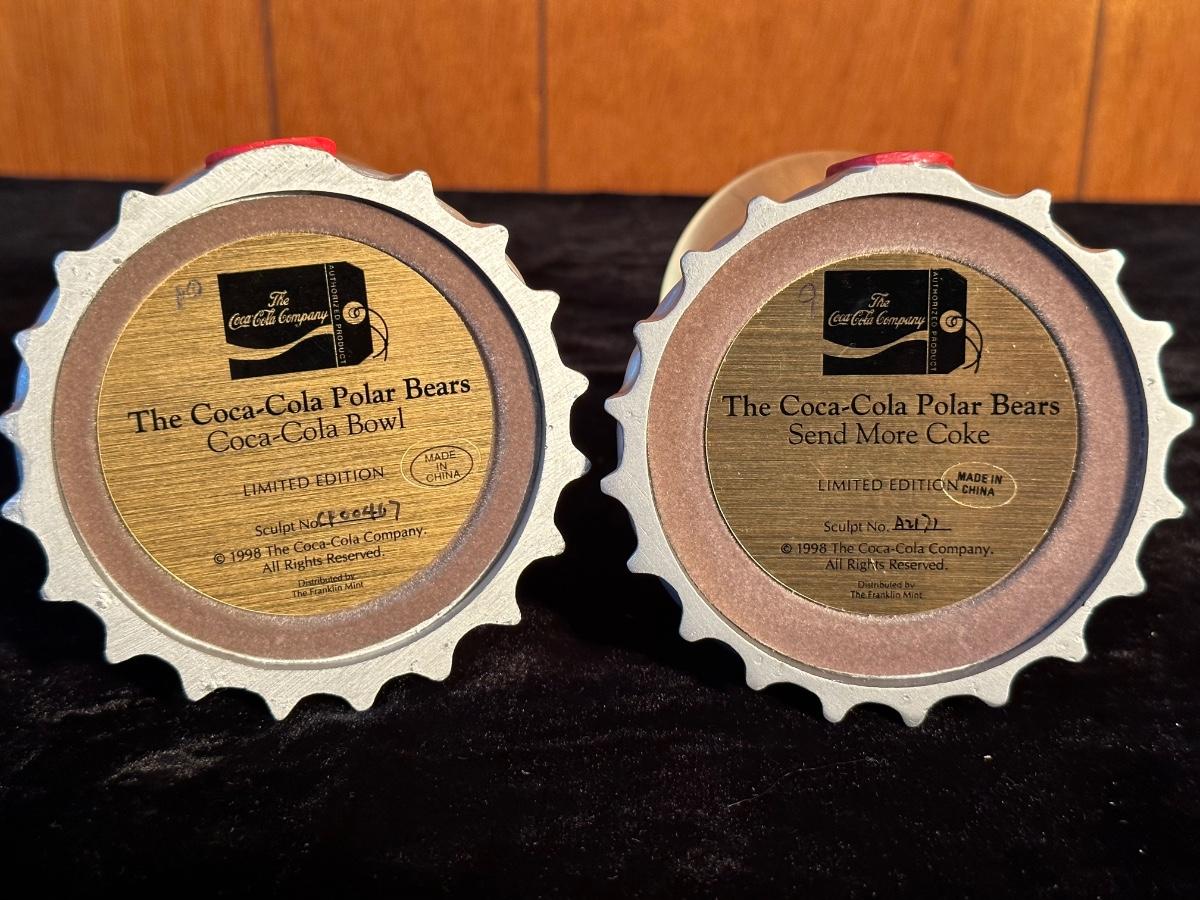 The
Coca-Cola Company
AUTHORIZED PRODUCT
The Coca-Cola Polar Bears
Coca-Cola Bowl
LIMITED EDITION
MADE
IN
CHINA
Sculpt No.
© 1998 The Coca-Cola Company.
All Rights Reserved.
Distributed by
The Franklin Mint
9
The
Coca-Cola Company
AUTHORIZED PRODUCT
The Coca-Cola Polar Bears
Send More Coke
LIMITED EDITION
MADE IN
CHINA
Sculpt No. A2171
© 1998 The Coca-Cola Company.
All Rights Reserved.
Distributed by
The Franklin Mint